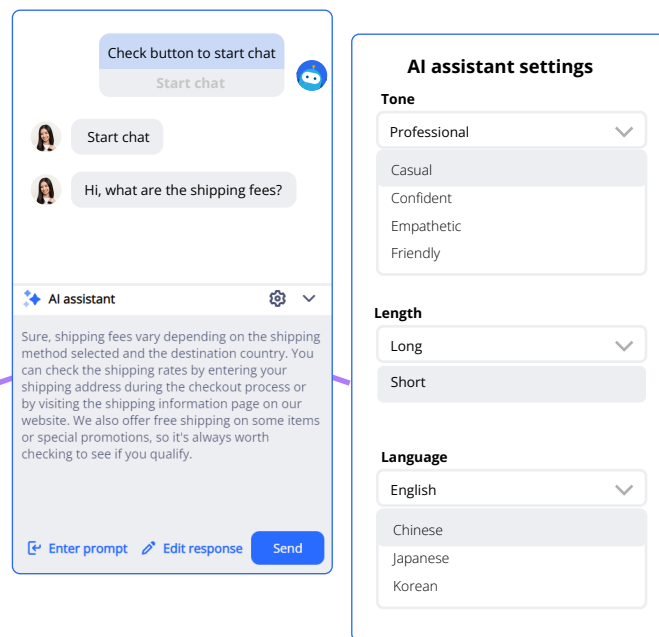 Check button to start chat
Start chat
Start chat
Hi, what are the shipping fees?
AI assistant
Sure, shipping fees vary depending on the shipping
method selected and the destination country. You
can check the shipping rates by entering your
shipping address during the checkout process or
by visiting the shipping information page on our
website. We also offer free shipping on some items
or special promotions, so it's always worth
checking to see if you qualify.
Enter prompt
Edit response
Send
AI assistant settings
Tone
Professional
Casual
Confident
Empathetic
Friendly
Length
Long
Short
Language
English
Chinese
Japanese
Korean